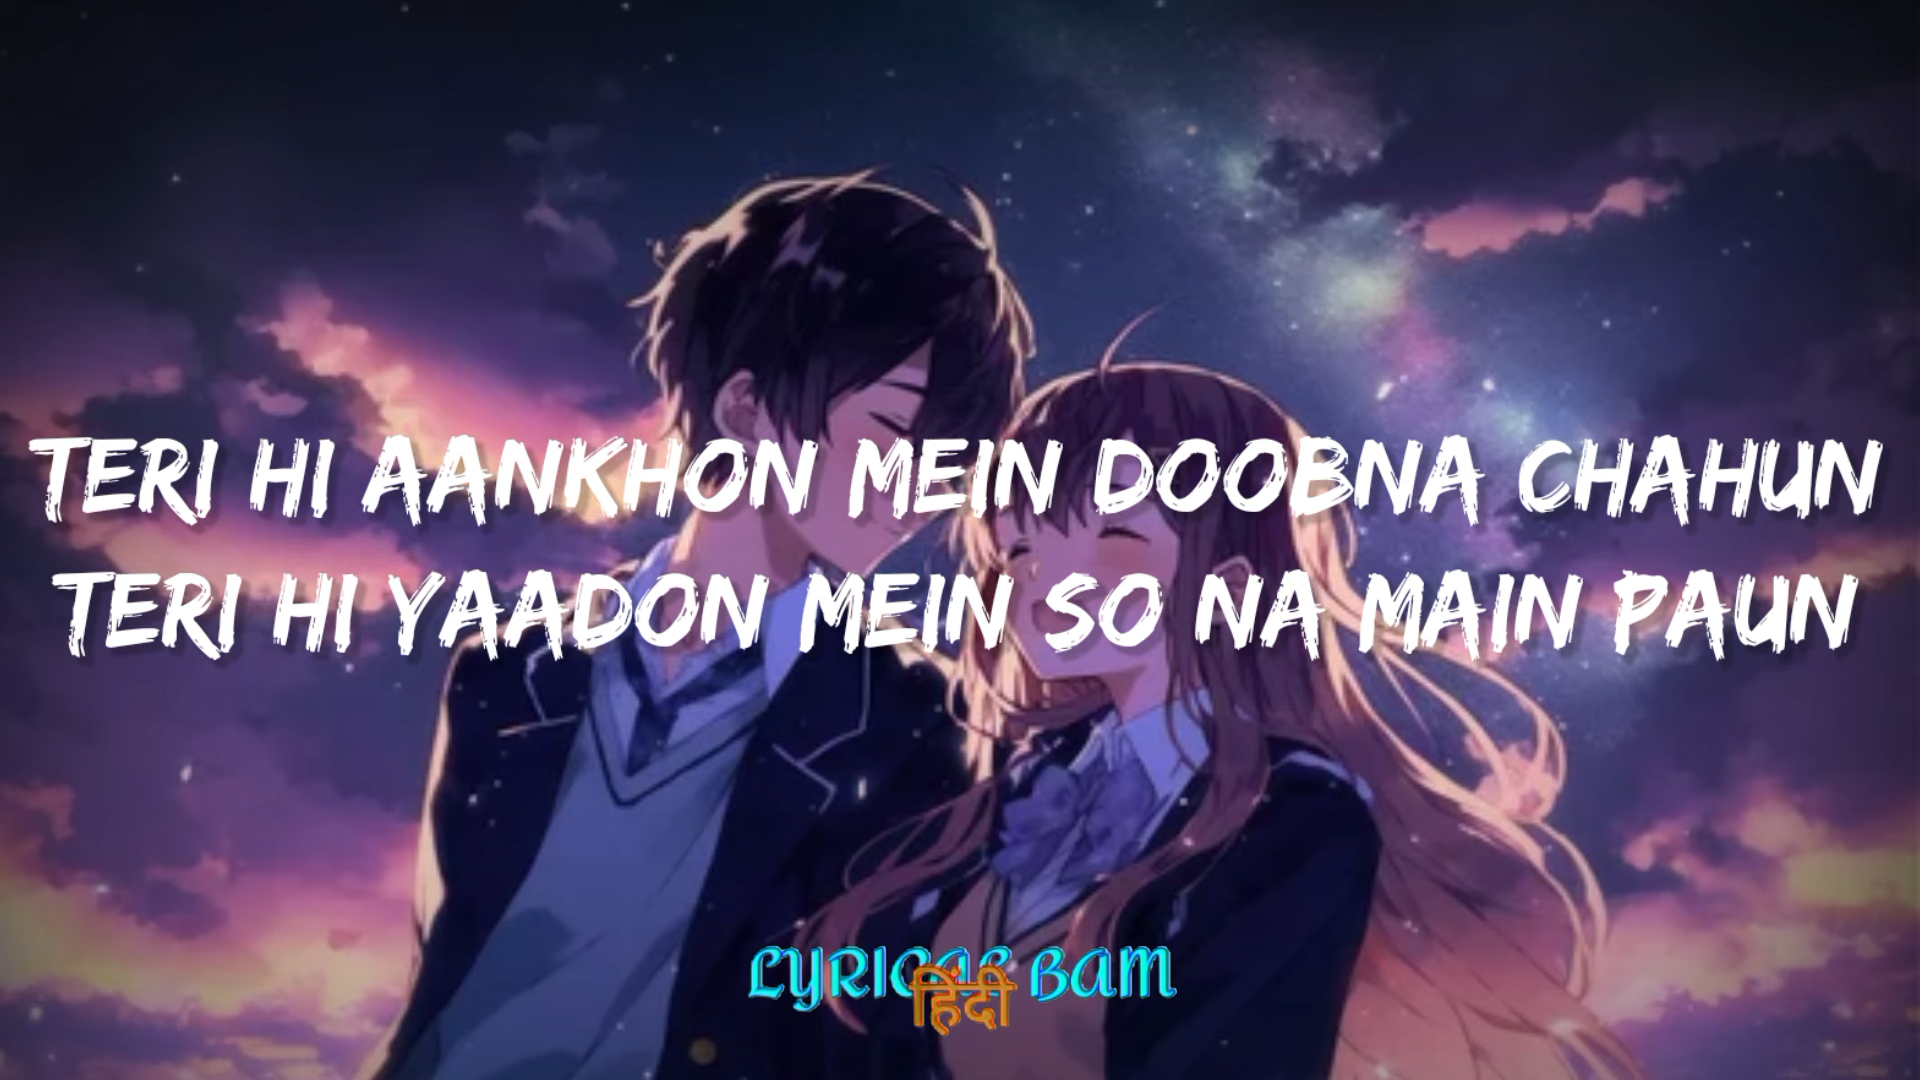 TERI HI AANKHON MEIN DOOBNA CHAHUN
TERI HI YAADON MEIN SO NA MAIN PAUN
LYRICAL BAM
हिंदी